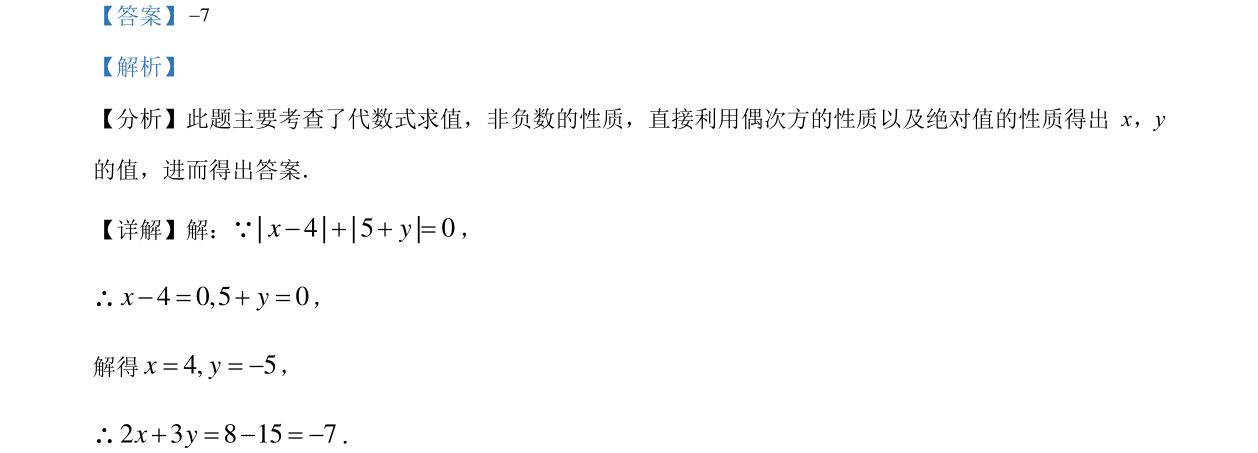 【答案】−7
【解析】
【分析】此题主要考查了代数式求值，非负数的性质，直接利用偶次方的性质以及绝对值的性质得出 x，y
的值，进而得出答案．
【详解】解：∵|x−4|+|5+y|=0，
∴x−4=0,5+y=0，
解得x=4,y=−5，
∴2x+3y=8−15=−7．